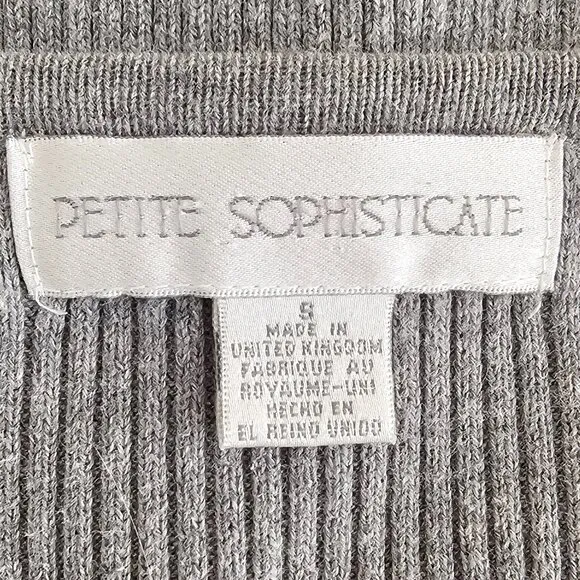 PETITE SOPHISTICATE
S
MADE IN
UNITED KINGDOM
FABRIQUE AU
ROYAUME-UNI
HECHO EN
EL REINO UNIDO